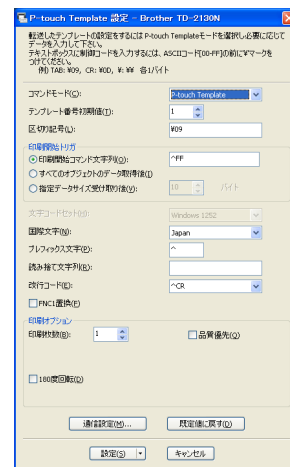 P-touch Template 設定 - Brother TD-2130N
転送したテンプレートの設定をするには P-touch Templateモードを選択し必要に応じて
データを入力して下さい。
テキストボックスに制御コードを入力するには、ASCIIコード[00-FF]の前に¥マークを
つけてください。
例) TAB: ¥09, CR: ¥0D, ¥: ¥¥ 各1バイト
コマンドモード(C): P-touch Template
テンプレート番号初期値(T): 1
区切り記号(L): ¥09
印刷開始トリガ
印刷開始コマンド文字列(O): ^FF
すべてのオブジェクトのデータ取得後(I)
指定データサイズ受け取り後(V): 10 バイト
文字コードセット(H): Windows 1252
国際文字(N): Japan
プレフィックス文字(P): ^
読み捨て文字列(R):
改行コード(E): ^CR
FNC1置換(F)
印刷オプション
印刷枚数(B): 1 品質優先(Q)
180度回転(D)
通信設定(M)... 既定値に戻す(U)
設定(S) キャンセル